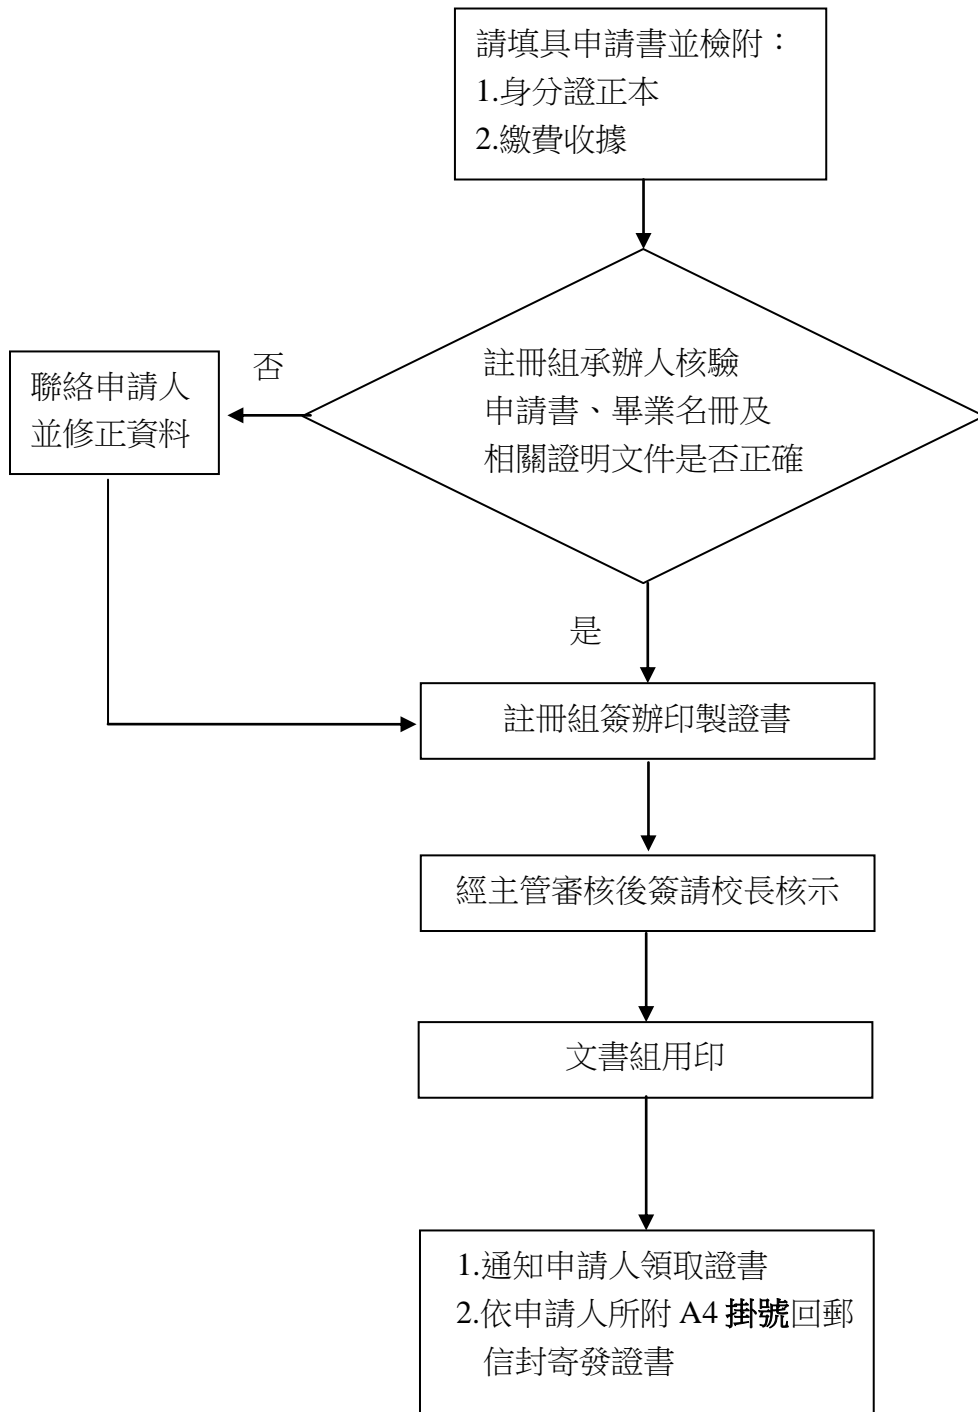 請填具申請書並檢附：
1.身分證正本
2.繳費收據
註冊組承辦人核驗
申請書、畢業名冊及
相關證明文件是否正確
否
聯絡申請人
並修正資料
是
註冊組簽辦印製證書
經主管審核後簽請校長核示
文書組用印
1.通知申請人領取證書
2.依申請人所附 A4 掛號回郵
信封寄發證書